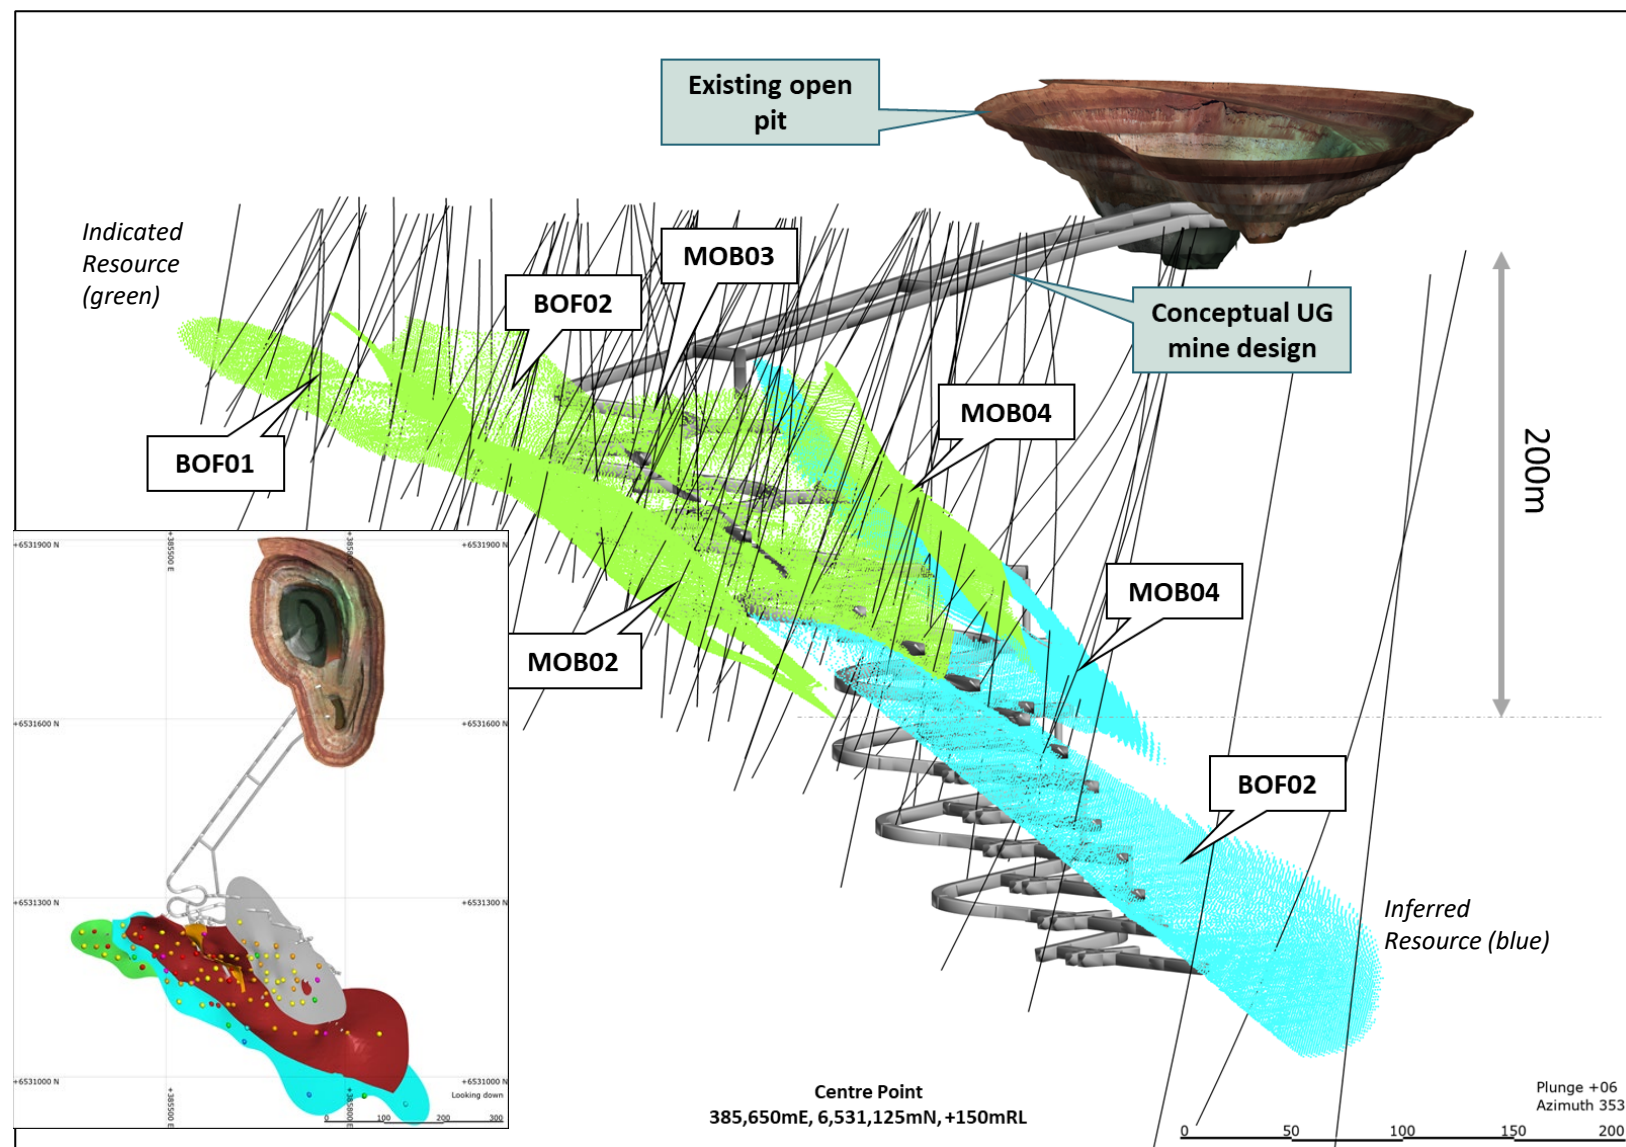 Existing open
pit
Indicated
Resource
(green)
MOB03
BOF02
Conceptual UG
mine design
MOB04
BOF01
200m
MOB04
MOB02
BOF02
Inferred
Resource (blue)
+6531900 N
+385500 E
+6531900 N
+6531600 N
+6531600 N
+6531300 N
+6531300 N
+6531000 N
+6531000 N
+385500 E
+385800 E
Looking down
0 100 200 300
Centre Point
385,650mE, 6,531,125mN, +150mRL
Plunge +06
Azimuth 353
0 50 100 150 200